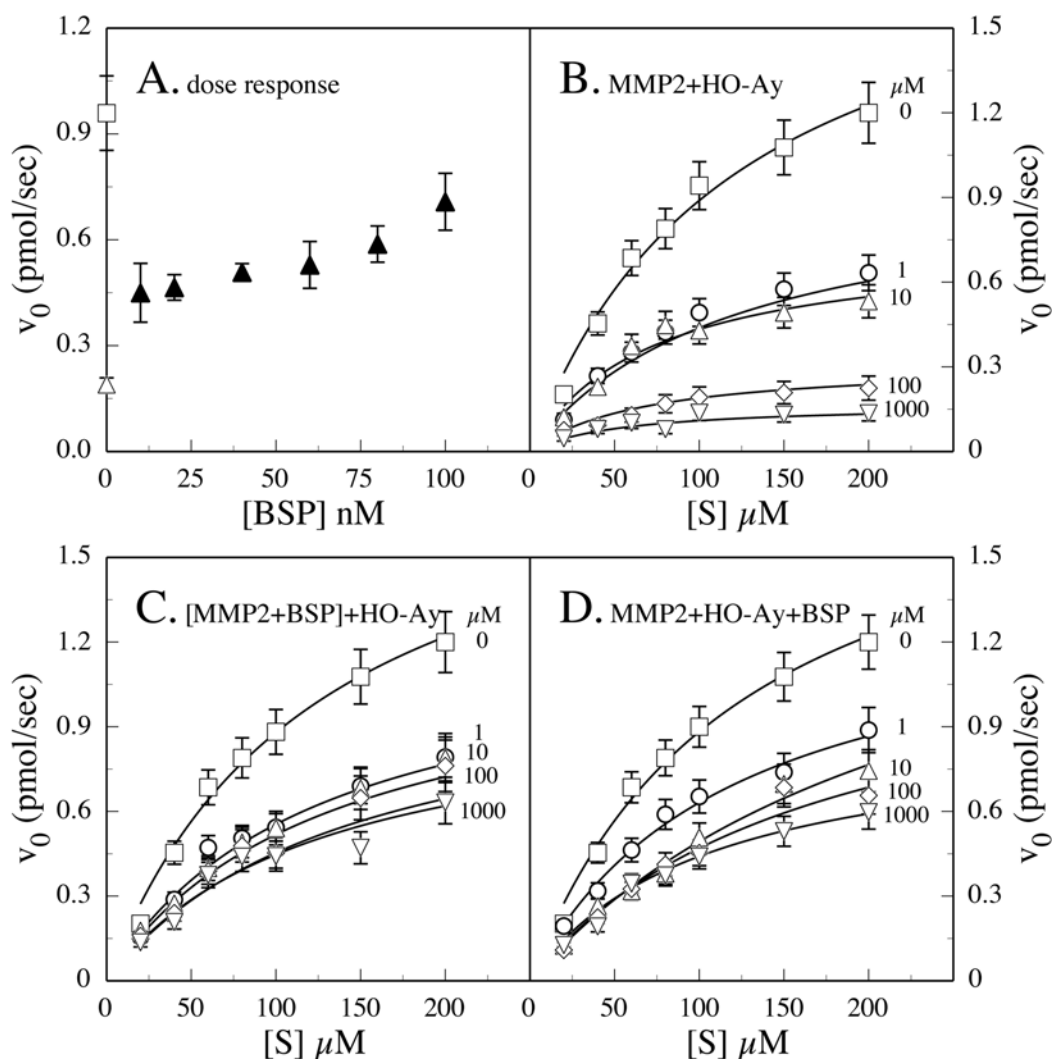 A. dose response
1.2
0.9
0.6
0.3
0.0
v0 (pmol/sec)
0 25 50 75 100
[BSP] nM
B. MMP2+HO-Ay
µM
0
1
10
100
1000
1.5
1.2
0.9
0.6
0.3
0
v0 (pmol/sec)
0 50 100 150 200
[S] µM
C. [MMP2+BSP]+HO-Ay
µM
0
1
10
100
1000
1.5
1.2
0.9
0.6
0.3
0
v0 (pmol/sec)
0 50 100 150 200
[S] µM
D. MMP2+HO-Ay+BSP
µM
0
1
10
100
1000
1.5
1.2
0.9
0.6
0.3
0
v0 (pmol/sec)
0 50 100 150 200
[S] µM